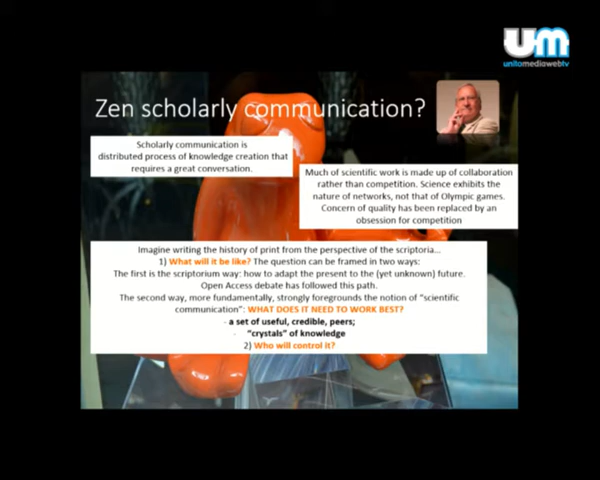 um
unitomediawebtv
Zen scholarly communication?
Scholarly communication is
distributed process of knowledge creation that
requires a great conversation.
Much of scientific work is made up of collaboration
rather than competition. Science exhibits the
nature of networks, not that of Olympic games.
Concern of quality has been replaced by an
obsession for competition
Imagine writing the history of print from the perspective of the scriptoria...
1) What will it be like? The question can be framed in two ways:
The first is the scriptorium way: how to adapt the present to the (yet unknown) future.
Open Access debate has followed this path.
The second way, more fundamentally, strongly foregrounds the notion of “scientific
communication”: WHAT DOES IT NEED TO WORK BEST?
- a set of useful, credible, peers;
- “crystals” of knowledge
2) Who will control it?